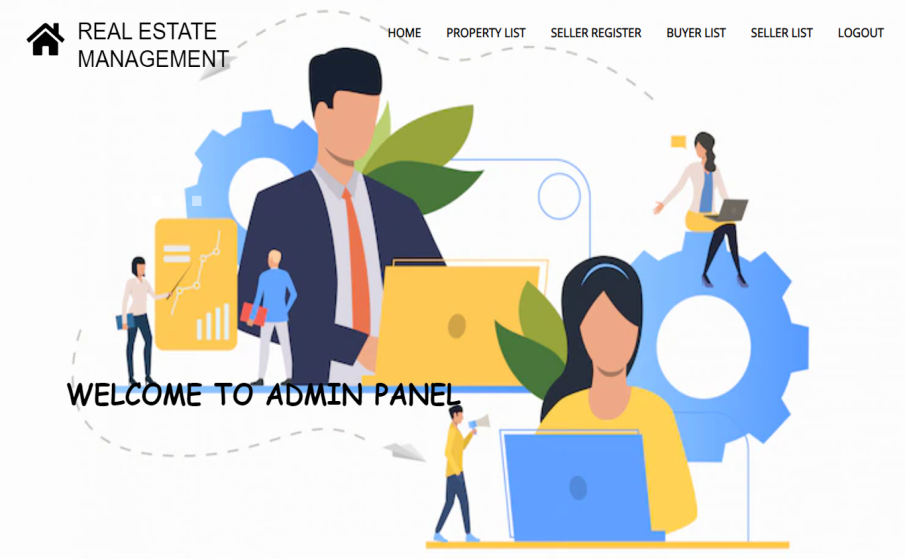 REAL ESTATE
MANAGEMENT
HOME PROPERTY LIST SELLER REGISTER BUYER LIST SELLER LIST LOGOUT
WELCOME TO ADMIN PANEL